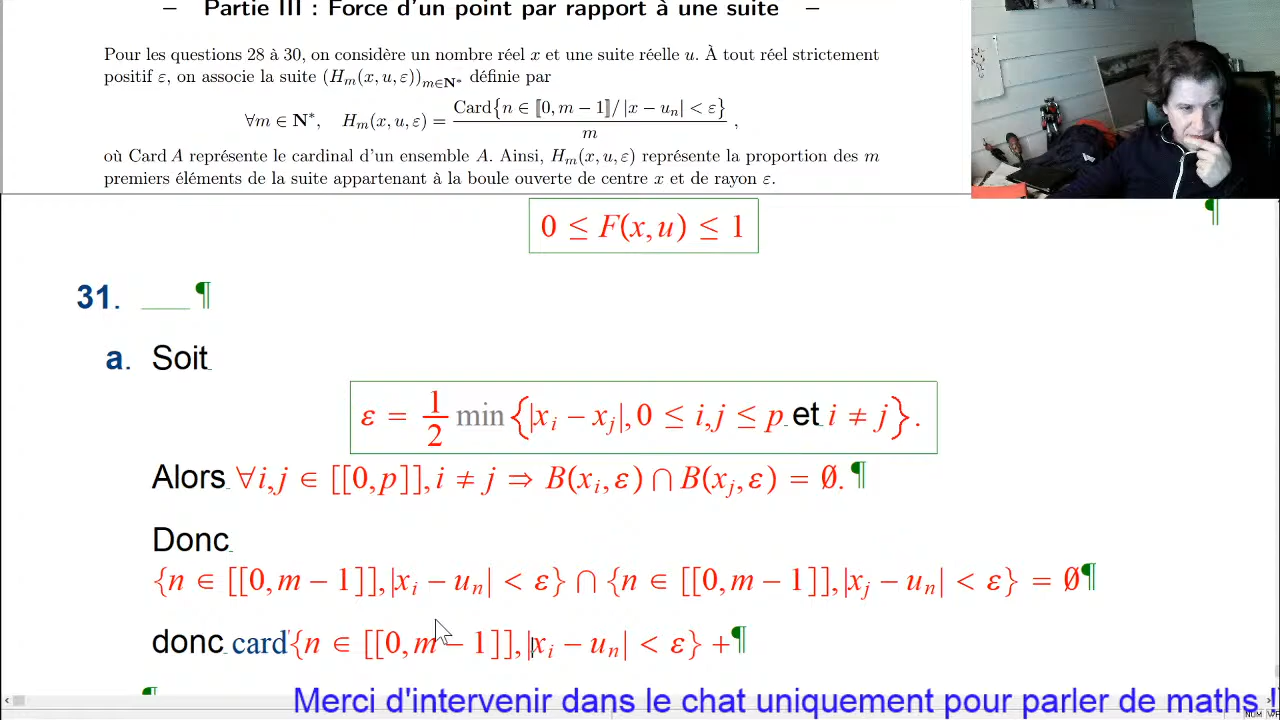 – Partie III : Force d'un point par rapport à une suite –
Pour les questions 28 à 30, on considère un nombre réel x et une suite réelle u. À tout réel strictement
positif ε, on associe la suite (H_m(x, u, ε))_{m∈N*} définie par
∀m ∈ N*, H_m(x, u, ε) = Card{n ∈ ⟦0, m − 1⟧/ |x − u_n| < ε} / m ,
où Card A représente le cardinal d'un ensemble A. Ainsi, H_m(x, u, ε) représente la proportion des m
premiers éléments de la suite appartenant à la boule ouverte de centre x et de rayon ε.
0 ≤ F(x, u) ≤ 1 ¶
31. ¶
a. Soit
ε = 1/2 min {|x_i − x_j|, 0 ≤ i,j ≤ p et i ≠ j}.
Alors ∀i,j ∈ [[0,p]], i ≠ j ⇒ B(x_i,ε) ∩ B(x_j,ε) = Ø. ¶
Donc
{n ∈ [[0,m − 1]],|x_i − u_n| < ε} ∩ {n ∈ [[0,m − 1]],|x_j − u_n| < ε} = Ø ¶
donc card {n ∈ [[0,m − 1]],|x_i − u_n| < ε} + ¶
¶
Merci d'intervenir dans le chat uniquement pour parler de maths !